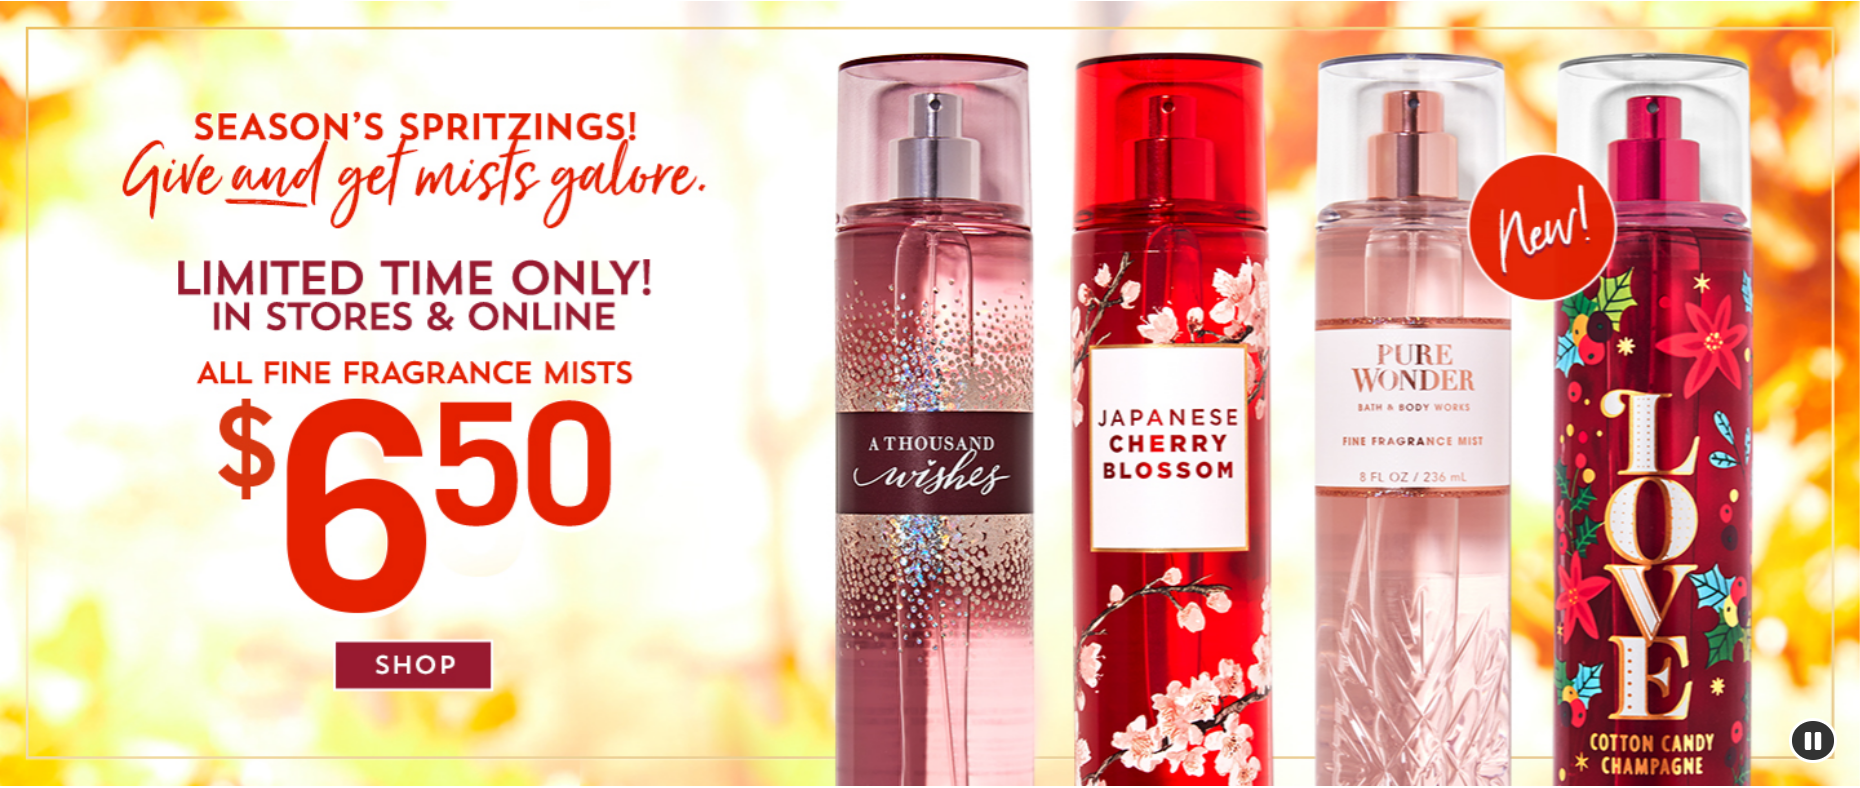 SEASON'S SPRITZINGS!
Give and get mists galore.
LIMITED TIME ONLY!
IN STORES & ONLINE
ALL FINE FRAGRANCE MISTS
$650
SHOP
A THOUSAND
wishes
JAPANESE
CHERRY
BLOSSOM
PURE
WONDER
BATH & BODY WORKS
FINE FRAGRANCE MIST
8 FL OZ / 236 mL
New!
LOVE
COTTON CANDY
CHAMPAGNE